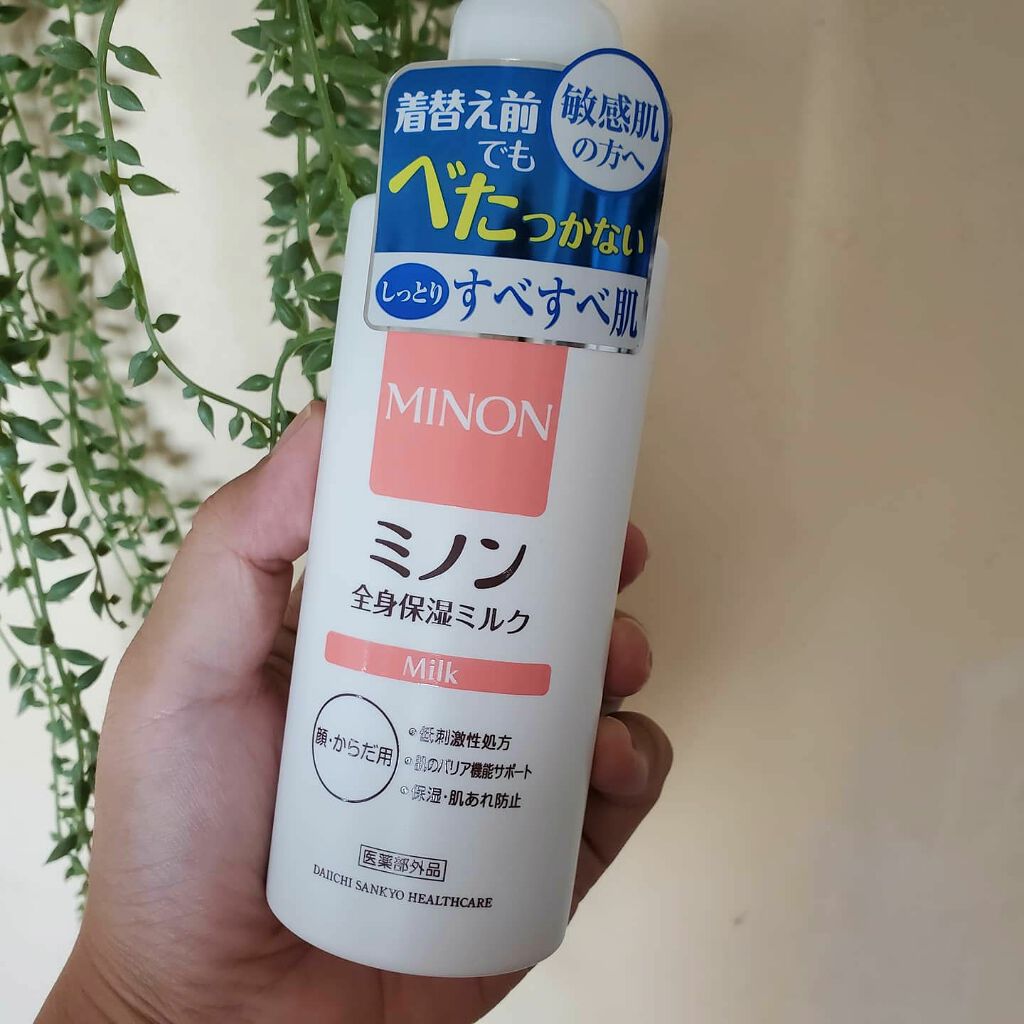 着替え前
でも
べたつかない
敏感肌
の方へ
しっとり すべすべ肌
MINON
ミノン
全身保湿ミルク
Milk
顔・からだ用
低刺激性処方
肌のバリア機能サポート
保湿・肌あれ防止
医薬部外品
DAIICHI SANKYO HEALTHCARE